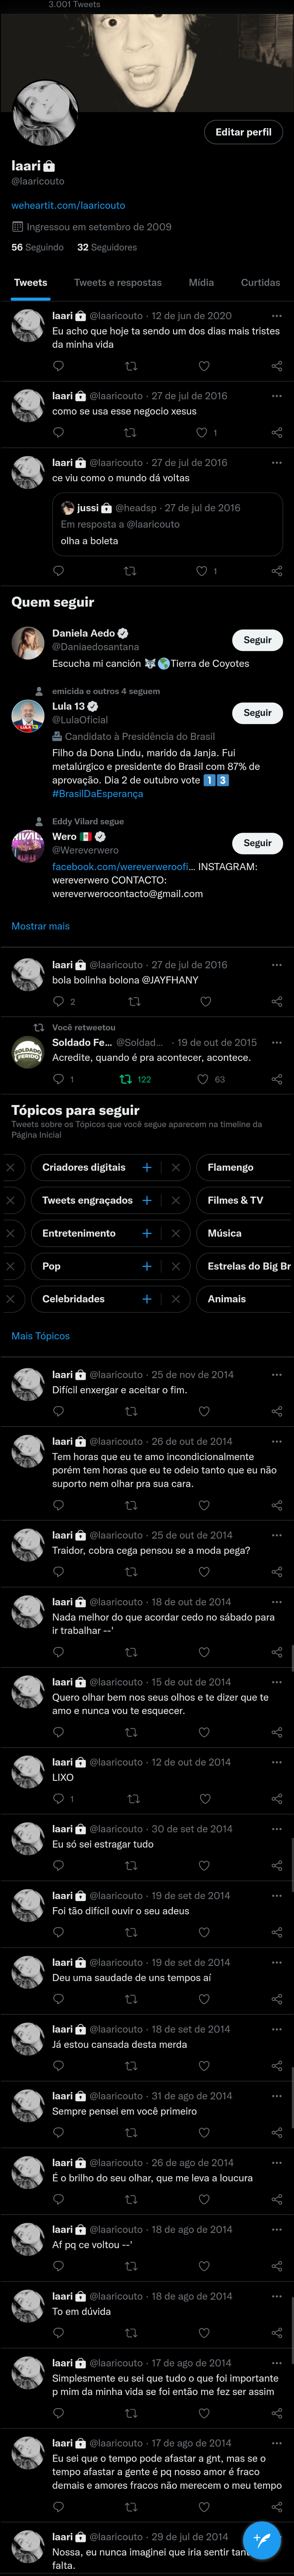 3.001 Tweets
Editar perfil
laari
@laaricouto
weheartit.com/laaricouto
Ingressou em setembro de 2009
56 Seguindo 32 Seguidores
Tweets Tweets e respostas Mídia Curtidas
laari @laaricouto · 12 de jun de 2020
Eu acho que hoje ta sendo um dos dias mais tristes
da minha vida
laari @laaricouto · 27 de jul de 2016
como se usa esse negocio xesus
1
laari @laaricouto · 27 de jul de 2016
ce viu como o mundo dá voltas
jussi @headsp · 27 de jul de 2016
Em resposta a @laaricouto
olha a boleta
1
Quem seguir
Daniela Aedo
@Daniaedosantana
Seguir
Escucha mi canción 🐺🌎Tierra de Coyotes
emicida e outros 4 seguem
Lula 13
@LulaOficial
Seguir
Candidato à Presidência do Brasil
Filho da Dona Lindu, marido da Janja. Fui
metalúrgico e presidente do Brasil com 87% de
aprovação. Dia 2 de outubro vote 1️⃣3️⃣
#BrasilDaEsperança
Eddy Vilard segue
Wero 🇲🇽
@Wereverwero
Seguir
facebook.com/wereverweroofi... INSTAGRAM:
wereverwero CONTACTO:
wereverwerocontacto@gmail.com
Mostrar mais
laari @laaricouto · 27 de jul de 2016
bola bolinha bolona @JAYFHANY
2
Você retweetou
Soldado Fe... @Soldad... · 19 de out de 2015
SOLDADO FERIDO
Acredite, quando é pra acontecer, acontece.
1 122 63
Tópicos para seguir
Tweets sobre os Tópicos que você segue aparecem na timeline da
Página Inicial
Criadores digitais Flamengo
Tweets engraçados Filmes & TV
Entretenimento Música
Pop Estrelas do Big Br
Celebridades Animais
Mais Tópicos
laari @laaricouto · 25 de nov de 2014
Difícil enxergar e aceitar o fim.
laari @laaricouto · 26 de out de 2014
Tem horas que eu te amo incondicionalmente
porém tem horas que eu te odeio tanto que eu não
suporto nem olhar pra sua cara.
laari @laaricouto · 25 de out de 2014
Traidor, cobra cega pensou se a moda pega?
laari @laaricouto · 18 de out de 2014
Nada melhor do que acordar cedo no sábado para
ir trabalhar --'
laari @laaricouto · 15 de out de 2014
Quero olhar bem nos seus olhos e te dizer que te
amo e nunca vou te esquecer.
laari @laaricouto · 12 de out de 2014
LIXO
1
laari @laaricouto · 30 de set de 2014
Eu só sei estragar tudo
laari @laaricouto · 19 de set de 2014
Foi tão difícil ouvir o seu adeus
laari @laaricouto · 19 de set de 2014
Deu uma saudade de uns tempos aí
laari @laaricouto · 18 de set de 2014
Já estou cansada desta merda
laari @laaricouto · 31 de ago de 2014
Sempre pensei em você primeiro
laari @laaricouto · 26 de ago de 2014
É o brilho do seu olhar, que me leva a loucura
laari @laaricouto · 18 de ago de 2014
Af pq ce voltou --'
laari @laaricouto · 18 de ago de 2014
To em dúvida
laari @laaricouto · 17 de ago de 2014
Simplesmente eu sei que tudo o que foi importante
p mim da minha vida se foi então me fez ser assim
laari @laaricouto · 17 de ago de 2014
Eu sei que o tempo pode afastar a gnt, mas se o
tempo afastar a gente é pq nosso amor é fraco
demais e amores fracos não merecem o meu tempo
laari @laaricouto · 29 de jul de 2014
Nossa, eu nunca imaginei que iria sentir
falta.